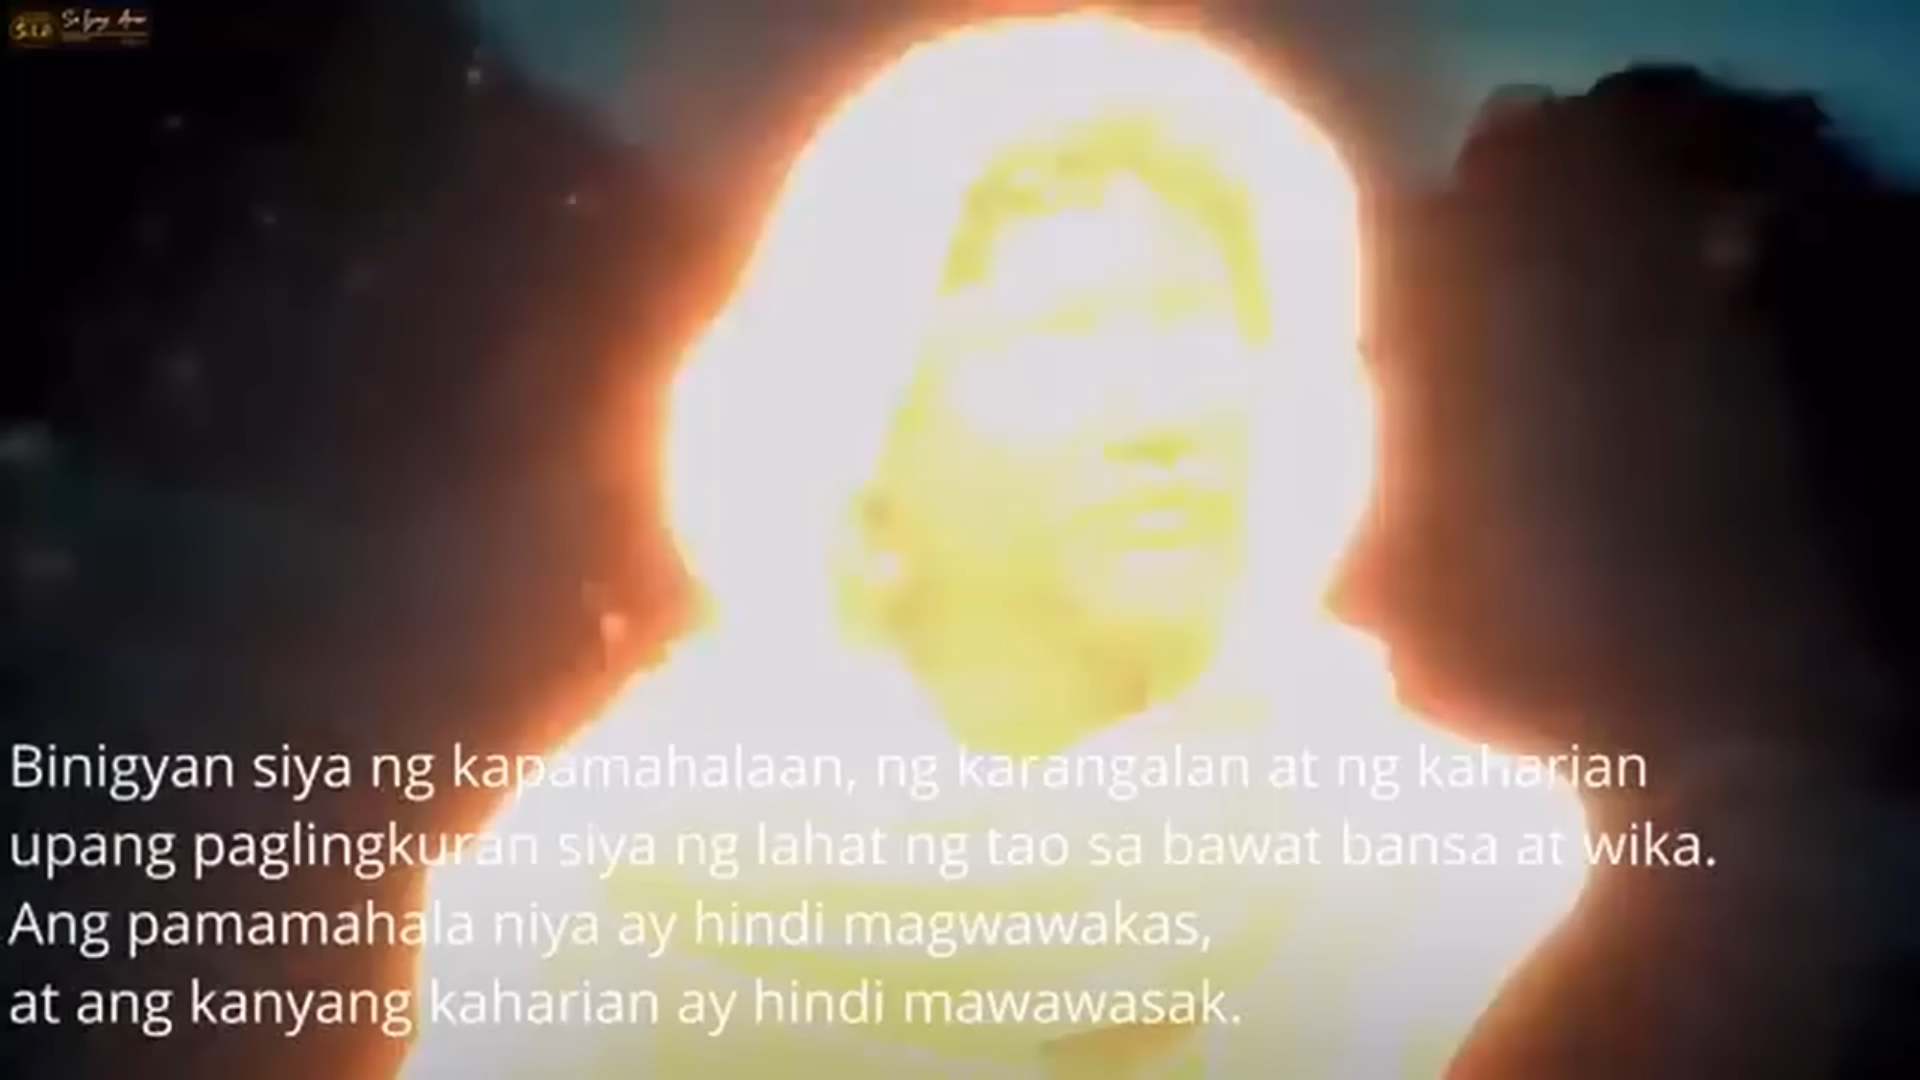 Binigyan siya ng kapamahalaan, ng karangalan at ng kaharian
upang paglingkuran siya ng lahat ng tao sa bawat bansa at wika.
Ang pamamahala niya ay hindi magwawakas,
at ang kanyang kaharian ay hindi mawawasak.